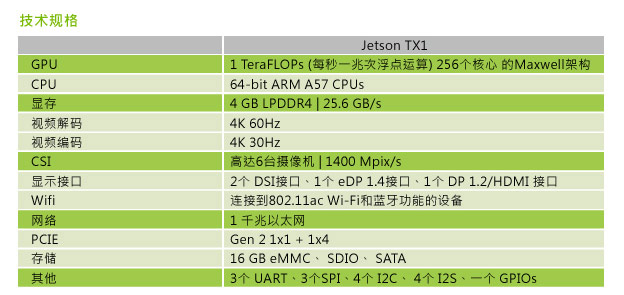 技术规格
Jetson TX1
GPU 1 TeraFLOPs (每秒一兆次浮点运算) 256个核心 的Maxwell架构
CPU 64-bit ARM A57 CPUs
显存 4 GB LPDDR4 | 25.6 GB/s
视频解码 4K 60Hz
视频编码 4K 30Hz
CSI 高达6台摄像机 | 1400 Mpix/s
显示接口 2个 DSI接口、1个 eDP 1.4接口、1个 DP 1.2/HDMI 接口
Wifi 连接到802.11ac Wi-Fi和蓝牙功能的设备
网络 1 千兆以太网
PCIE Gen 2 1x1 + 1x4
存储 16 GB eMMC、 SDIO 、 SATA
其他 3个 UART、3个SPI、4个 I2C、 4个 I2S、一个 GPIOs